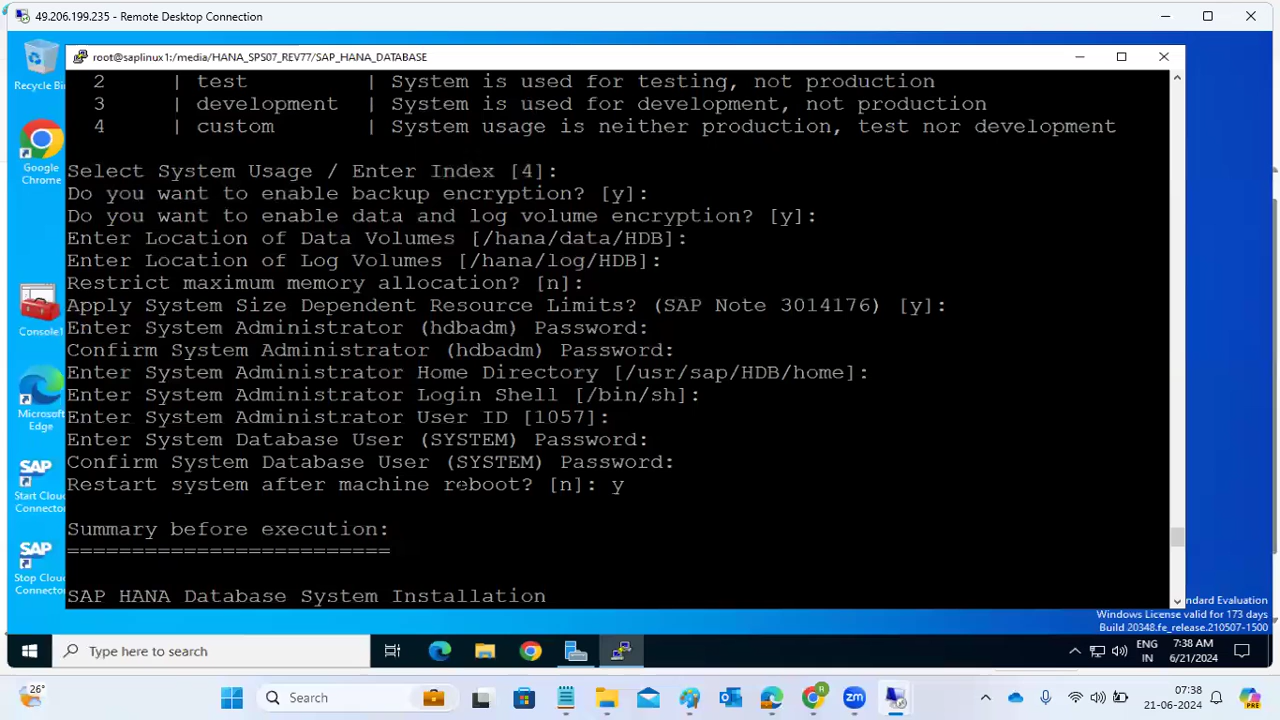 49.206.199.235 - Remote Desktop Connection
root@saplinux1:/media/HANA_SPS07_REV77/SAP_HANA_DATABASE
Recycle Bin
Google
Chrome
Console1
Microsoft
Edge
SAP
Start Cloud
Connector
SAP
Stop Cloud
Connector
2 | test | System is used for testing, not production
3 | development | System is used for development, not production
4 | custom | System usage is neither production, test nor development
Select System Usage / Enter Index [4]:
Do you want to enable backup encryption? [y]:
Do you want to enable data and log volume encryption? [y]:
Enter Location of Data Volumes [/hana/data/HDB]:
Enter Location of Log Volumes [/hana/log/HDB]:
Restrict maximum memory allocation? [n]:
Apply System Size Dependent Resource Limits? (SAP Note 3014176) [y]:
Enter System Administrator (hdbadm) Password:
Confirm System Administrator (hdbadm) Password:
Enter System Administrator Home Directory [/usr/sap/HDB/home]:
Enter System Administrator Login Shell [/bin/sh]:
Enter System Administrator User ID [1057]:
Enter System Database User (SYSTEM) Password:
Confirm System Database User (SYSTEM) Password:
Restart system after machine reboot? [n]: y
Summary before execution:
=========================
SAP HANA Database System Installation
ndard Evaluation
Windows License valid for 173 days
Build 20348.fe_release.210507-1500
Type here to search
ENG
IN
7:38 AM
6/21/2024
26°
Search
zm
PRE
07:38
21-06-2024